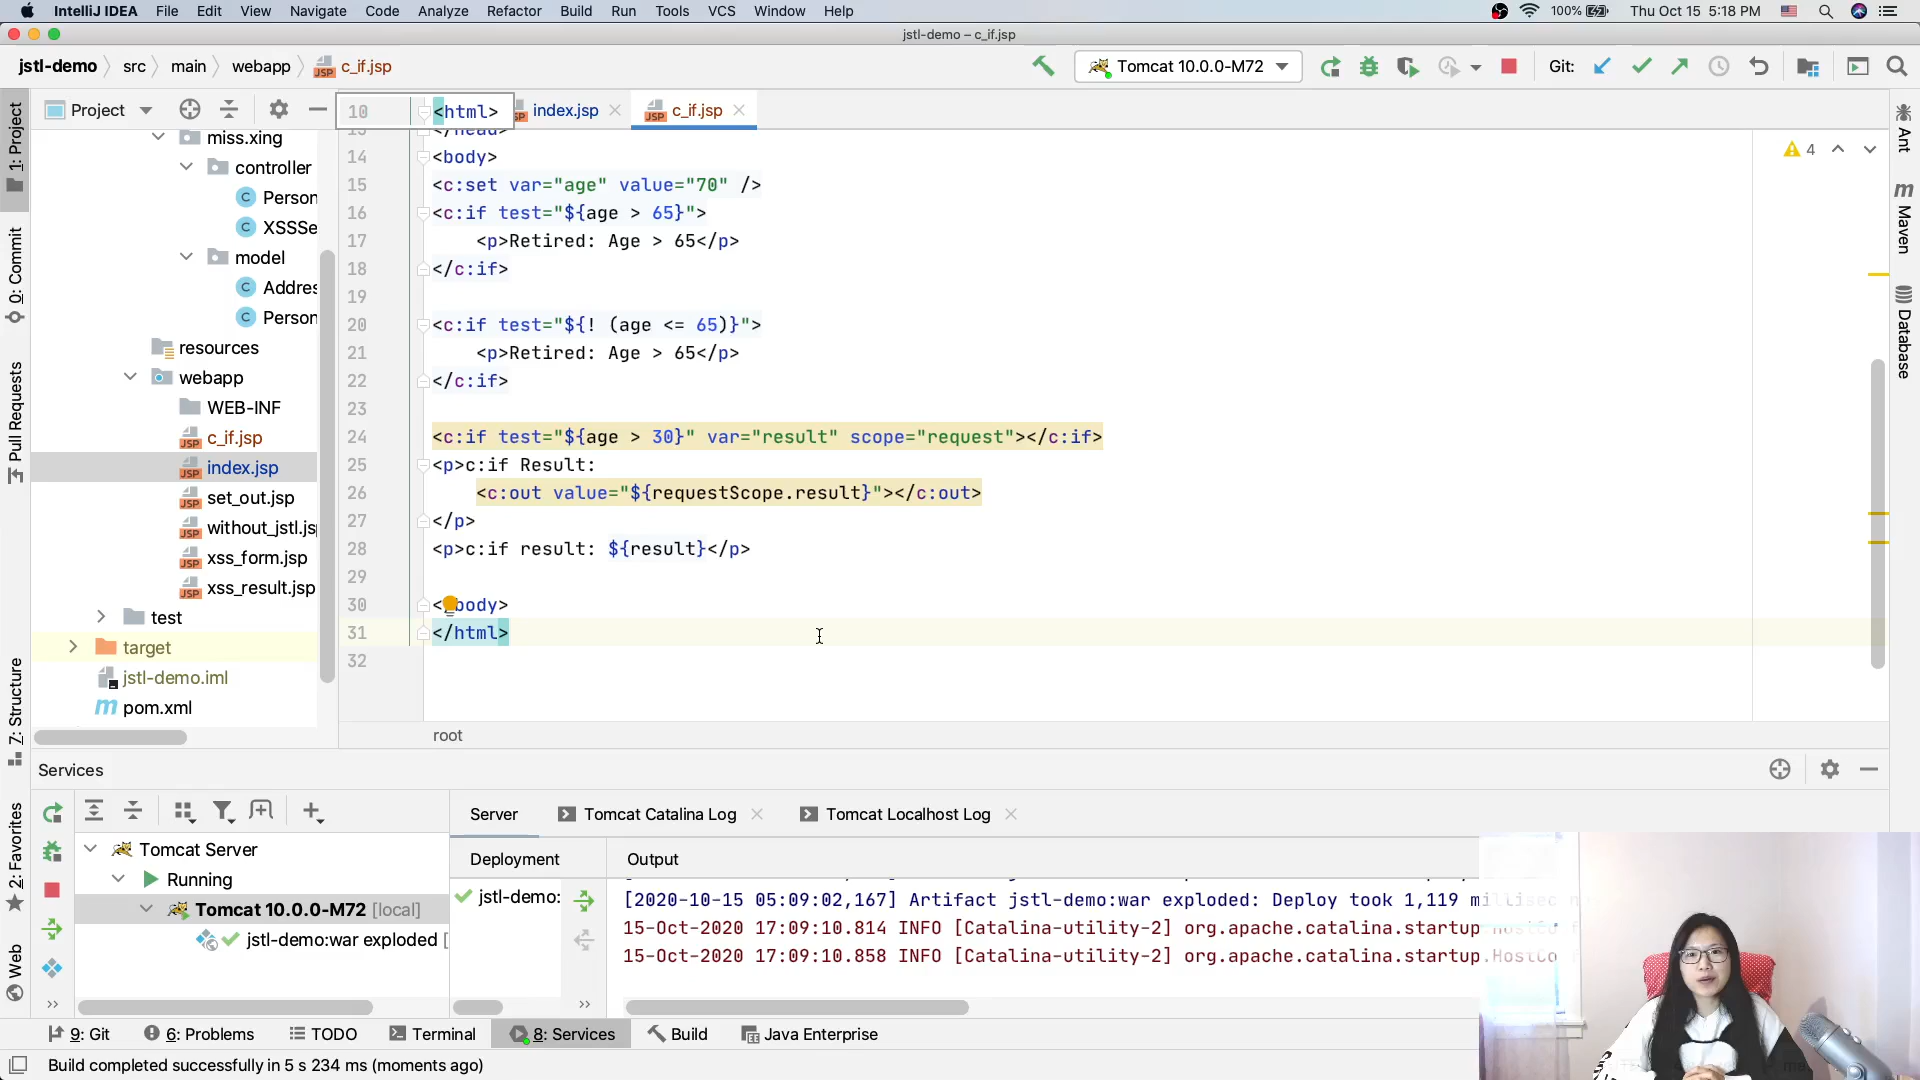 IntelliJ IDEA File Edit View Navigate Code Analyze Refactor Build Run Tools VCS Window Help 100% Thu Oct 15 5:18 PM
jstl-demo – c_if.jsp
jstl-demo src main webapp c_if.jsp Tomcat 10.0.0-M72 Git:
Project index.jsp c_if.jsp
miss.xing
controller
Person
XSSSe
model
Addres
Person
resources
webapp
WEB-INF
c_if.jsp
index.jsp
set_out.jsp
without_jstl.js
xss_form.jsp
xss_result.jsp
test
target
jstl-demo.iml
pom.xml
10 <html>
</head>
14 <body>
15 <c:set var="age" value="70" />
16 <c:if test="${age > 65}">
17 <p>Retired: Age > 65</p>
18 </c:if>
19
20 <c:if test="${! (age <= 65)}">
21 <p>Retired: Age > 65</p>
22 </c:if>
23
24 <c:if test="${age > 30}" var="result" scope="request"></c:if>
25 <p>c:if Result:
26 <c:out value="${requestScope.result}"></c:out>
27 </p>
28 <p>c:if result: ${result}</p>
29
30 </body>
31 </html>
32
root
4
1: Project
0: Commit
Pull Requests
Z: Structure
2: Favorites
Web
Ant
Maven
Database
Services
Server Tomcat Catalina Log Tomcat Localhost Log
Tomcat Server
Running
Tomcat 10.0.0-M72 [local]
jstl-demo:war exploded [
Deployment Output
jstl-demo:
[2020-10-15 05:09:02,167] Artifact jstl-demo:war exploded: Deploy took 1,119 millisec
15-Oct-2020 17:09:10.814 INFO [Catalina-utility-2] org.apache.catalina.startup.HostCo
15-Oct-2020 17:09:10.858 INFO [Catalina-utility-2] org.apache.catalina.startup.HostCo
9: Git 6: Problems TODO Terminal 8: Services Build Java Enterprise
Build completed successfully in 5 s 234 ms (moments ago)